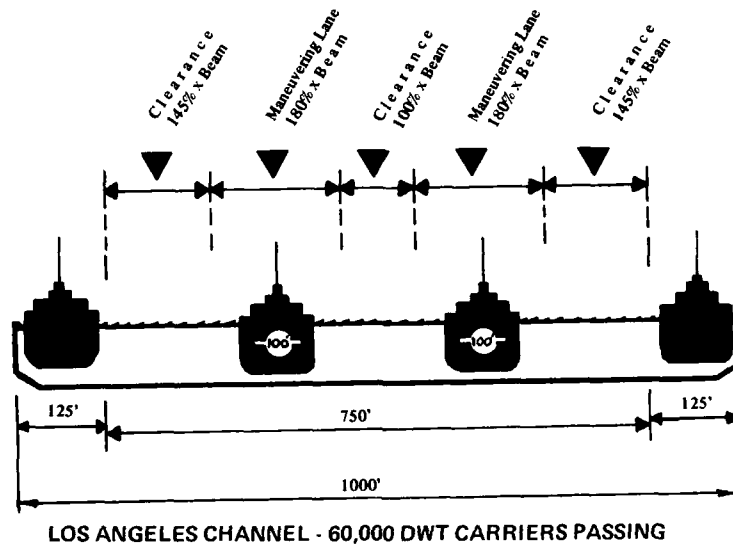 Clearance
145% x Beam
Maneuvering Lane
180% x Beam
Clearance
100% x Beam
Maneuvering Lane
180% x Beam
Clearance
145% x Beam
100'
100'
125'
750'
125'
1000'
LOS ANGELES CHANNEL - 60,000 DWT CARRIERS PASSING